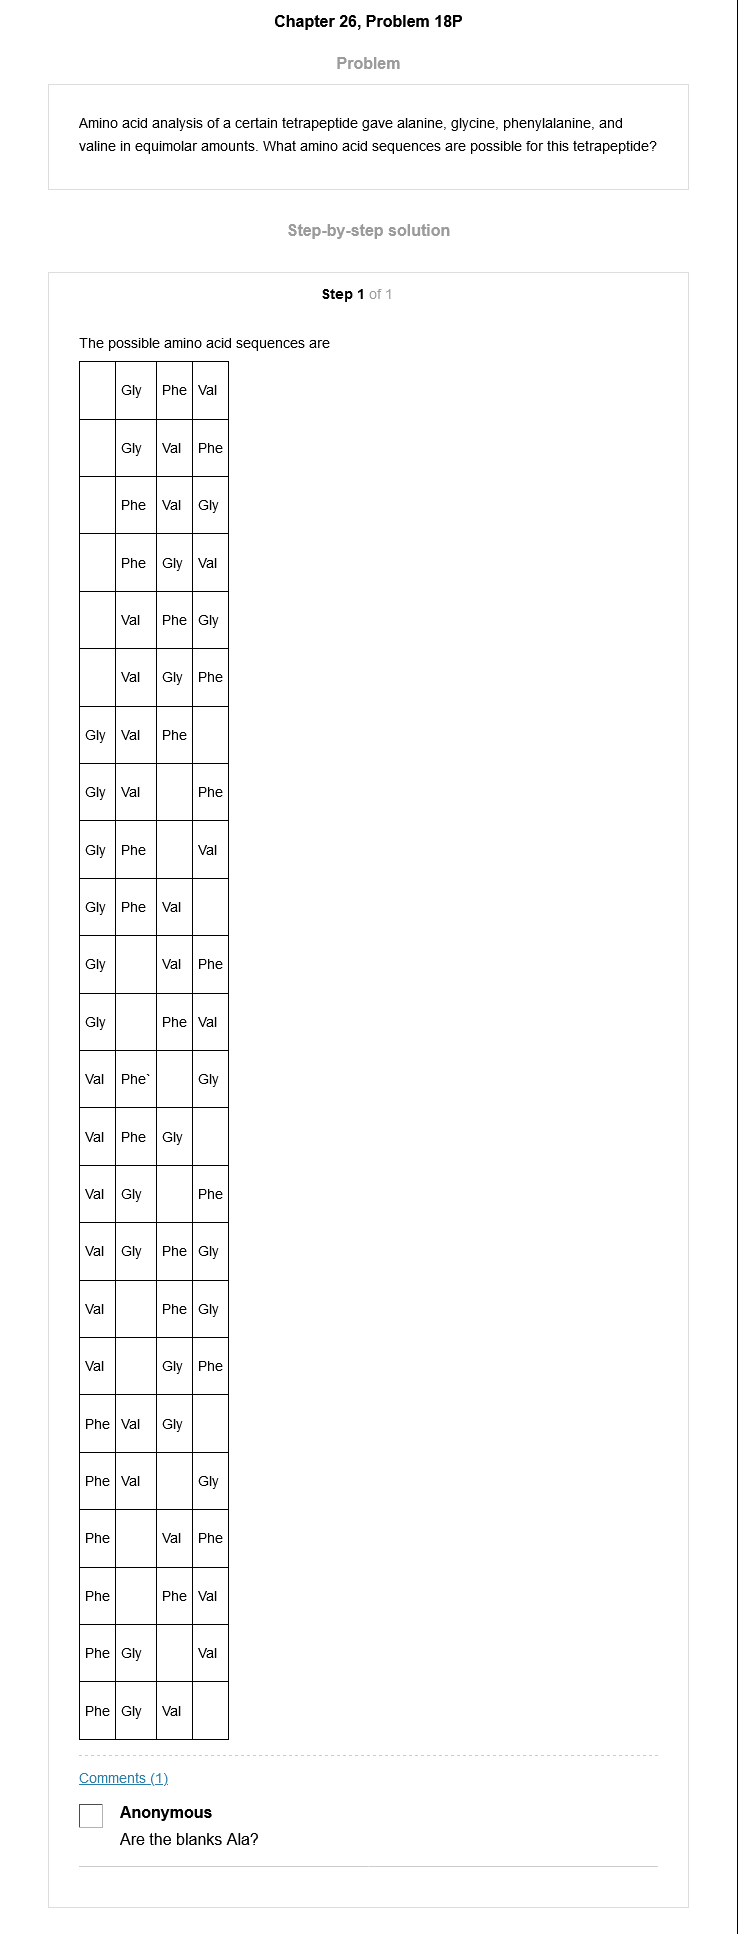 Chapter 26, Problem 18P
Problem
Amino acid analysis of a certain tetrapeptide gave alanine, glycine, phenylalanine, and
valine in equimolar amounts. What amino acid sequences are possible for this tetrapeptide?
Step-by-step solution
Step 1 of 1
The possible amino acid sequences are
Gly Phe Val
Gly Val Phe
Phe Val Gly
Phe Gly Val
Val Phe Gly
Val Gly Phe
Gly Val Phe
Gly Val Phe
Gly Phe Val
Gly Phe Val
Gly Val Phe
Gly Phe Val
Val Phe` Gly
Val Phe Gly
Val Gly Phe
Val Gly Phe Gly
Val Phe Gly
Val Gly Phe
Phe Val Gly
Phe Val Gly
Phe Val Phe
Phe Phe Val
Phe Gly Val
Phe Gly Val
Comments (1)
Anonymous
Are the blanks Ala?